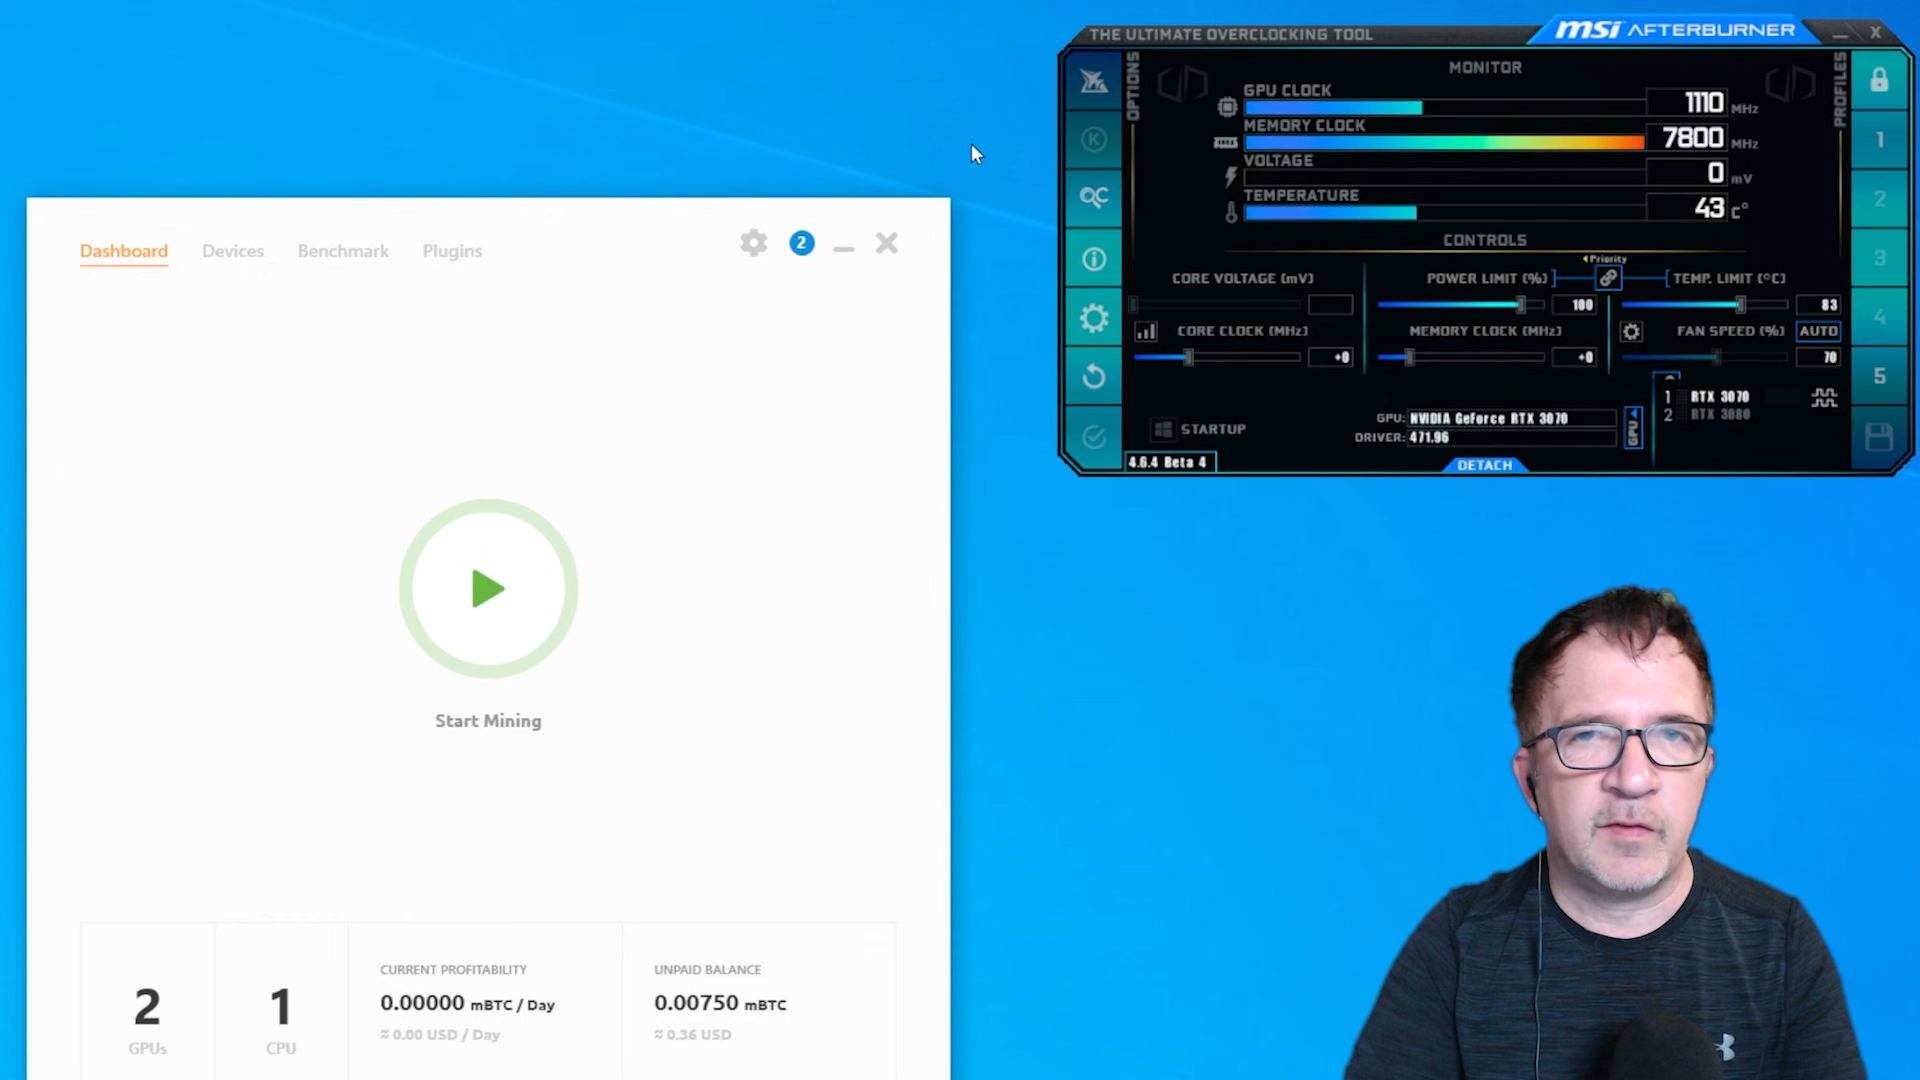 THE ULTIMATE OVERCLOCKING TOOL
msi AFTERBURNER
X
OPTIONS
MONITOR
PROFILES
GPU CLOCK
1110 MHz
MEMORY CLOCK
7800 MHz
VOLTAGE
0 mV
TEMPERATURE
43 C°
K
1
2
3
4
5
CONTROLS
Priority
CORE VOLTAGE (mV)
POWER LIMIT (%)
TEMP. LIMIT (°C)
100
83
CORE CLOCK (MHz)
MEMORY CLOCK (MHz)
FAN SPEED (%)
AUTO
+0
+0
70
1 RTX 3070
2 RTX 3080
GPU: NVIDIA GeForce RTX 3070
DRIVER: 471.96
GPU
STARTUP
4.6.4 Beta 4
DETACH
Dashboard
Devices
Benchmark
Plugins
2
Start Mining
2
GPUs
1
CPU
CURRENT PROFITABILITY
0.00000 mBTC / Day
≈ 0.00 USD / Day
UNPAID BALANCE
0.00750 mBTC
≈ 0.36 USD